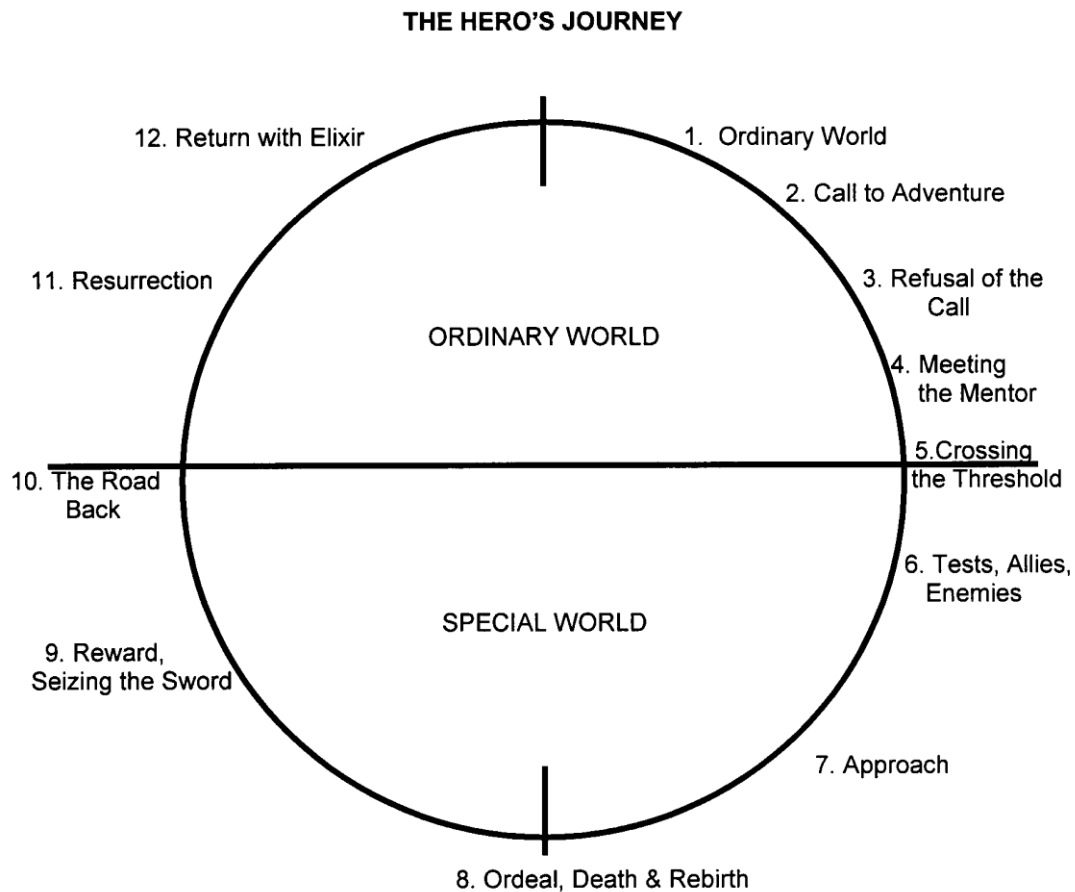 THE HERO'S JOURNEY
12. Return with Elixir
1. Ordinary World
2. Call to Adventure
11. Resurrection
3. Refusal of the
Call
ORDINARY WORLD
4. Meeting
the Mentor
5.Crossing
the Threshold
10. The Road
Back
6. Tests, Allies,
Enemies
SPECIAL WORLD
9. Reward,
Seizing the Sword
7. Approach
8. Ordeal, Death & Rebirth